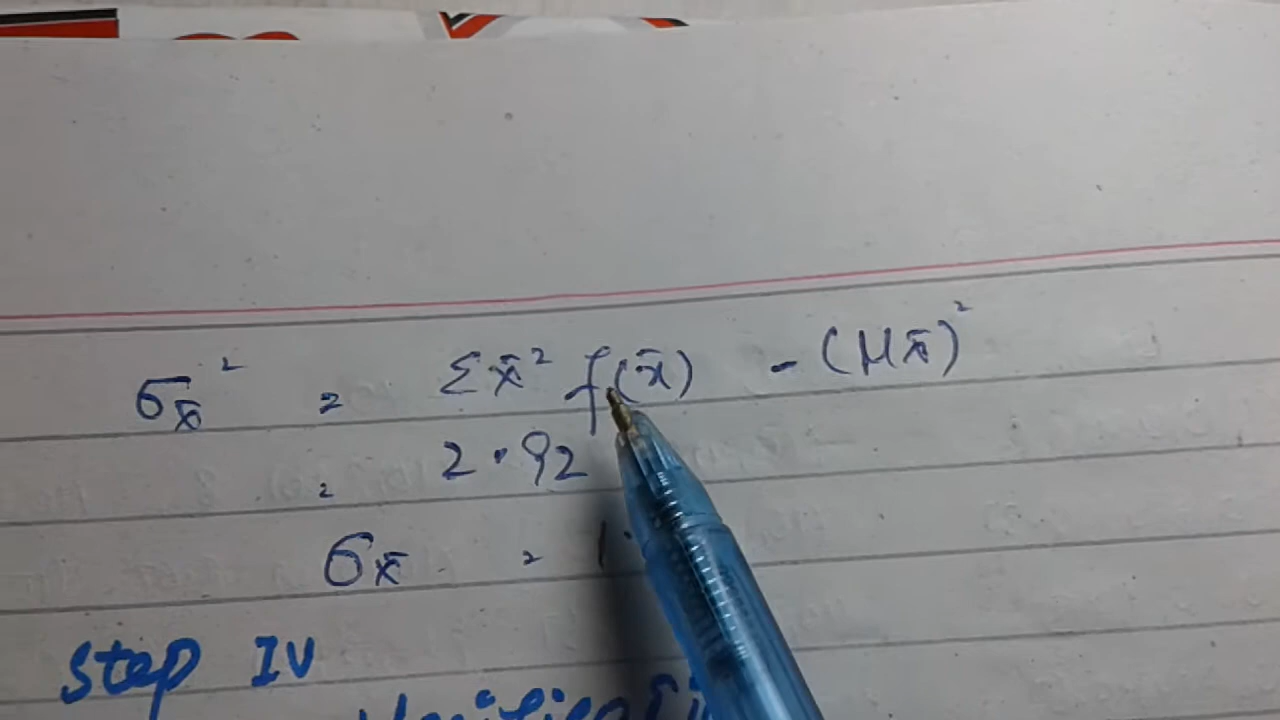 σx̄² = Σx̄² f(x̄) - (μx̄)²
= 2.92
σx̄ = 1.
Step IV